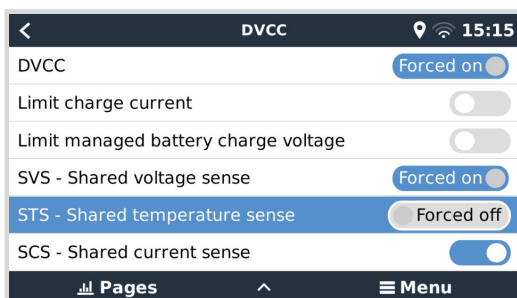 DVCC 15:15
DVCC Forced on
Limit charge current
Limit managed battery charge voltage
SVS - Shared voltage sense Forced on
STS - Shared temperature sense Forced off
SCS - Shared current sense
Pages Menu